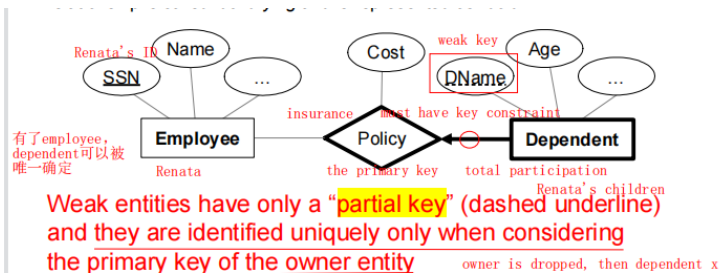 Renata's ID
Name
Cost
weak key
Age
SSN
...
DName
...
insurance
must have key constraint
有了employee，
dependent可以被
唯一确定
Employee
Policy
Dependent
Renata
the primary key
total participation
Renata's children
Weak entities have only a “partial key” (dashed underline)
and they are identified uniquely only when considering
the primary key of the owner entity
owner is dropped, then dependent x